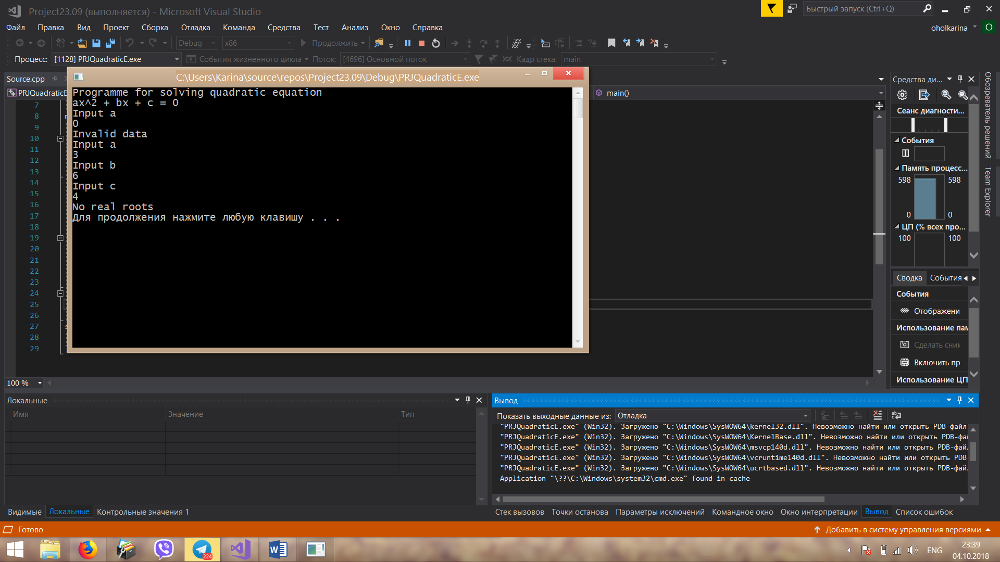 Project23.09 (выполняется) - Microsoft Visual Studio
Быстрый запуск (Ctrl+Q)
Файл Правка Вид Проект Сборка Отладка Команда Средства Тест Анализ Окно Справка
oholkarina O
Debug x86 Продолжить
Процесс: [1128] PRJQuadraticE.exe События жизненного цикла Поток: [4696] Основной поток Кадр стека: main
Source.cpp
PRJQuadraticE
main()
C:\Users\Karina\source\repos\Project23.09\Debug\PRJQuadraticE.exe
Programme for solving quadratic equation
ax^2 + bx + c = 0
Input a
0
Invalid data
Input a
3
Input b
6
Input c
4
No real roots
Для продолжения нажмите любую клавишу . . .
7
8
9
10
11
12
13
14
15
16
17
18
19
20
21
22
23
24
25
26
27
28
29
100 %
Средства ди...
Сеанс диагности...
События
Память процесс...
598 598
0 0
ЦП (% всех про...
100 100
Сводка События
События
Отображени
Использование пам
Сделать сним
Включить пр
Использование ЦП
Обозреватель решений
Team Explorer
Локальные
Имя Значение Тип
Видимые Локальные Контрольные значения 1
Вывод
Показать выходные данные из: Отладка
"PRJQuadraticE.exe" (Win32). Загружено "C:\Windows\SysWOW64\kernel32.dll". Невозможно найти или открыть PDB-файл
"PRJQuadraticE.exe" (Win32). Загружено "C:\Windows\SysWOW64\KernelBase.dll". Невозможно найти или открыть PDB-фа
"PRJQuadraticE.exe" (Win32). Загружено "C:\Windows\SysWOW64\msvcp140d.dll". Невозможно найти или открыть PDB-фай
"PRJQuadraticE.exe" (Win32). Загружено "C:\Windows\SysWOW64\vcruntime140d.dll". Невозможно найти или открыть PDB
"PRJQuadraticE.exe" (Win32). Загружено "C:\Windows\SysWOW64\ucrtbased.dll". Невозможно найти или открыть PDB-фай
Application "\??\C:\Windows\system32\cmd.exe" found in cache
Стек вызовов Точки останова Параметры исключений Командное окно Окно интерпретации Вывод Список ошибок
Готово
Добавить в систему управления версиями
224
ENG
23:39
04.10.2018